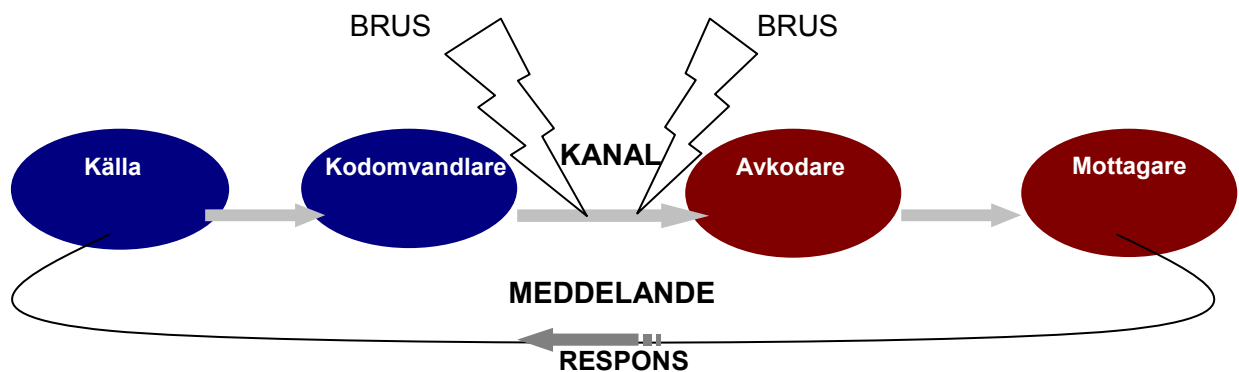 BRUS
BRUS
KANAL
Källa
Kodomvandlare
Avkodare
Mottagare
MEDDELANDE
RESPONS